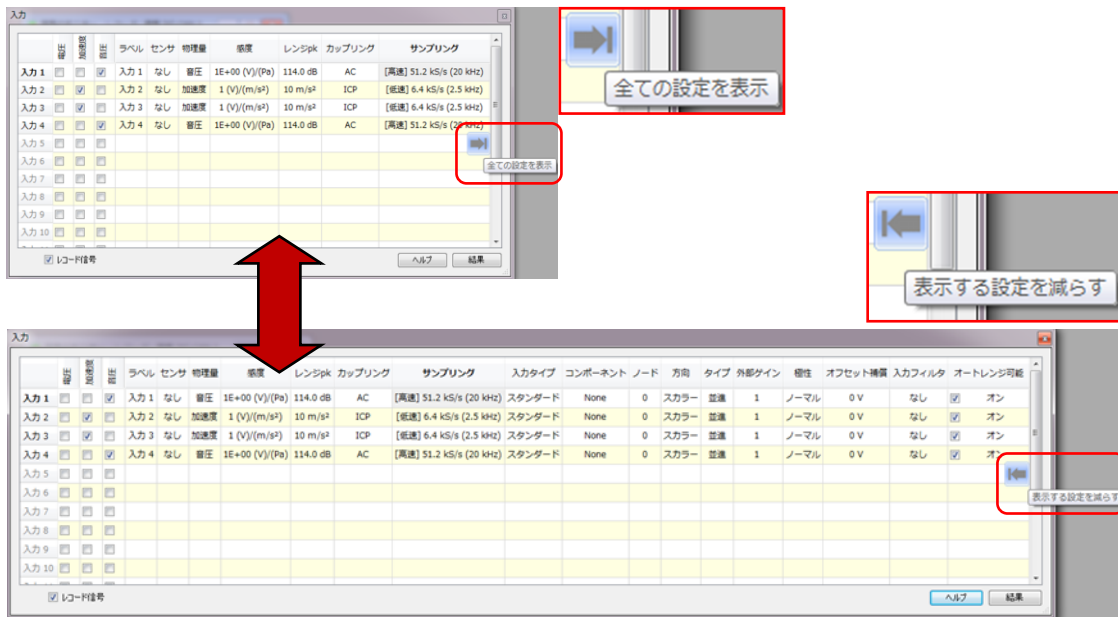 入力
電圧 加速度 音圧 ラベル センサ 物理量 感度 レンジpk カップリング サンプリング
入力 1 入力 1 なし 音圧 1E+00 (V)/(Pa) 114.0 dB AC [高速] 51.2 kS/s (20 kHz)
入力 2 入力 2 なし 加速度 1 (V)/(m/s²) 10 m/s² ICP [低速] 6.4 kS/s (2.5 kHz)
入力 3 入力 3 なし 加速度 1 (V)/(m/s²) 10 m/s² ICP [低速] 6.4 kS/s (2.5 kHz)
入力 4 入力 4 なし 音圧 1E+00 (V)/(Pa) 114.0 dB AC [高速] 51.2 kS/s (20 kHz)
入力 5
全ての設定を表示
入力 6
入力 7
入力 8
入力 9
入力 10
レコード信号 ヘルプ 結果
全ての設定を表示
表示する設定を減らす
入力
電圧 加速度 音圧 ラベル センサ 物理量 感度 レンジpk カップリング サンプリング 入力タイプ コンポーネント ノード 方向 タイプ 外部ゲイン 極性 オフセット補償 入力フィルタ オートレンジ可能
入力 1 入力 1 なし 音圧 1E+00 (V)/(Pa) 114.0 dB AC [高速] 51.2 kS/s (20 kHz) スタンダード None 0 スカラー 並進 1 ノーマル 0 V なし オン
入力 2 入力 2 なし 加速度 1 (V)/(m/s²) 10 m/s² ICP [低速] 6.4 kS/s (2.5 kHz) スタンダード None 0 スカラー 並進 1 ノーマル 0 V なし オン
入力 3 入力 3 なし 加速度 1 (V)/(m/s²) 10 m/s² ICP [低速] 6.4 kS/s (2.5 kHz) スタンダード None 0 スカラー 並進 1 ノーマル 0 V なし オン
入力 4 入力 4 なし 音圧 1E+00 (V)/(Pa) 114.0 dB AC [高速] 51.2 kS/s (20 kHz) スタンダード None 0 スカラー 並進 1 ノーマル 0 V なし オン
入力 5
表示する設定を減らす
入力 6
入力 7
入力 8
入力 9
入力 10
レコード信号 ヘルプ 結果